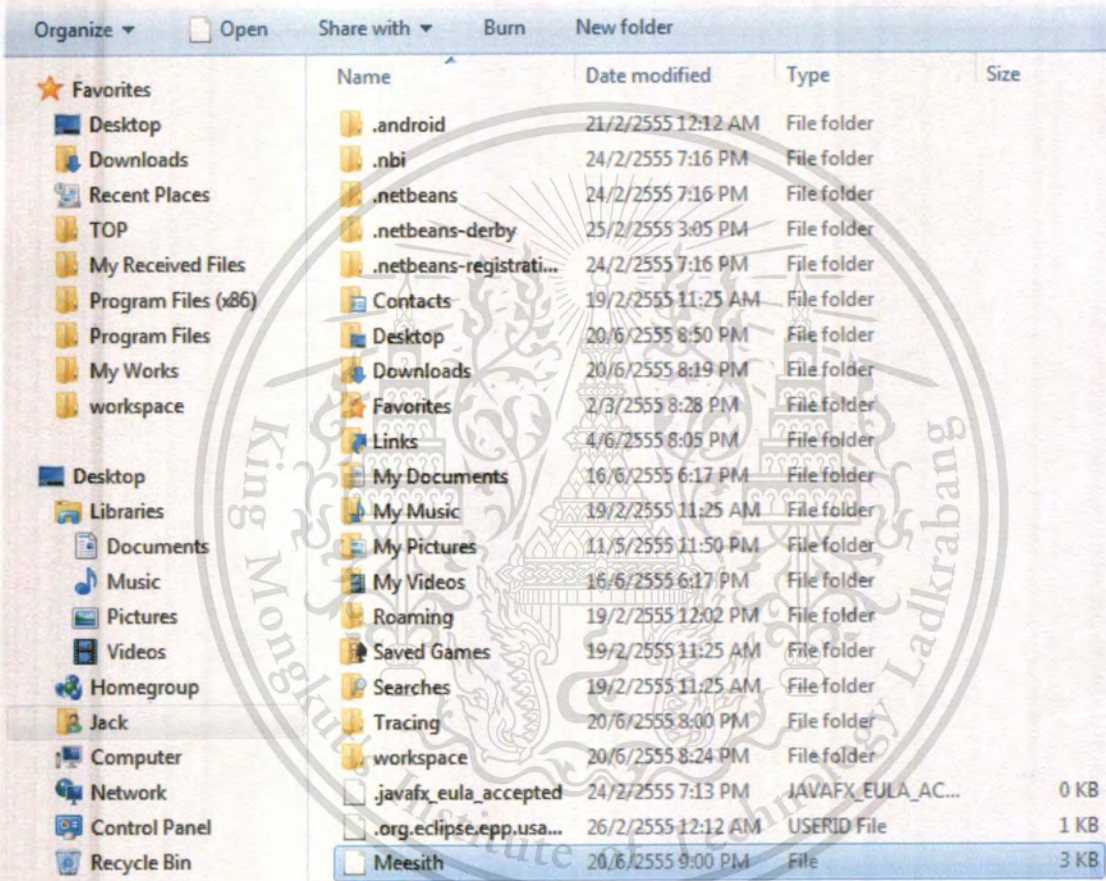 Organize Open Share with Burn New folder
Favorites
Desktop
Downloads
Recent Places
TOP
My Received Files
Program Files (x86)
Program Files
My Works
workspace
Desktop
Libraries
Documents
Music
Pictures
Videos
Homegroup
Jack
Computer
Network
Control Panel
Recycle Bin
Name Date modified Type Size
.android 21/2/2555 12:12 AM File folder
.nbi 24/2/2555 7:16 PM File folder
.netbeans 24/2/2555 7:16 PM File folder
.netbeans-derby 25/2/2555 3:05 PM File folder
.netbeans-registrati... 24/2/2555 7:16 PM File folder
Contacts 19/2/2555 11:25 AM File folder
Desktop 20/6/2555 8:50 PM File folder
Downloads 20/6/2555 8:19 PM File folder
Favorites 2/3/2555 8:28 PM File folder
Links 4/6/2555 8:05 PM File folder
My Documents 16/6/2555 6:17 PM File folder
My Music 19/2/2555 11:25 AM File folder
My Pictures 11/5/2555 11:50 PM File folder
My Videos 16/6/2555 6:17 PM File folder
Roaming 19/2/2555 12:02 PM File folder
Saved Games 19/2/2555 11:25 AM File folder
Searches 19/2/2555 11:25 AM File folder
Tracing 20/6/2555 8:00 PM File folder
workspace 20/6/2555 8:24 PM File folder
.javafx_eula_accepted 24/2/2555 7:13 PM JAVAFX_EULA_AC... 0 KB
.org.eclipse.epp.usa... 26/2/2555 12:12 AM USERID File 1 KB
Meesith 20/6/2555 9:00 PM File 3 KB
King Mongkut's Institute of Technology Ladkrabang